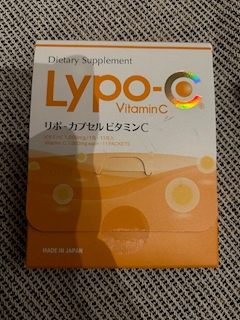 Dietary Supplement
Lypo-C
Vitamin C
リポ-カプセルビタミンC
MADE IN JAPAN